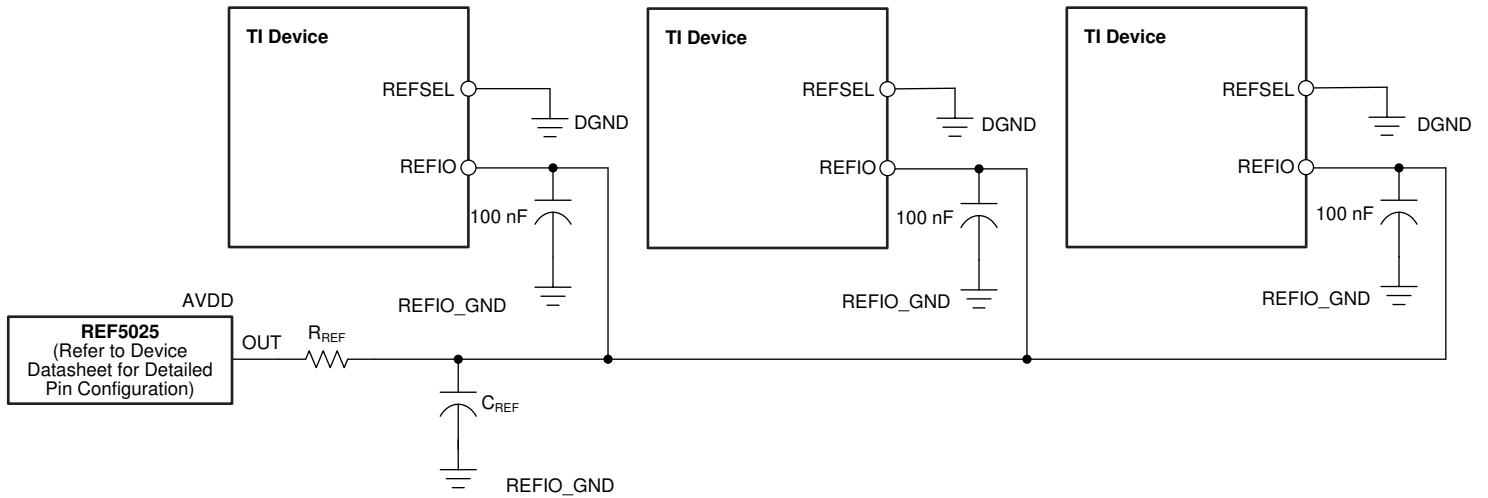 TI Device
REFSEL
DGND
REFIO
100 nF
REFIO_GND
TI Device
REFSEL
DGND
REFIO
100 nF
REFIO_GND
TI Device
REFSEL
DGND
REFIO
100 nF
REFIO_GND
AVDD
REF5025
(Refer to Device
Datasheet for Detailed
Pin Configuration)
OUT
RREF
CREF
REFIO_GND